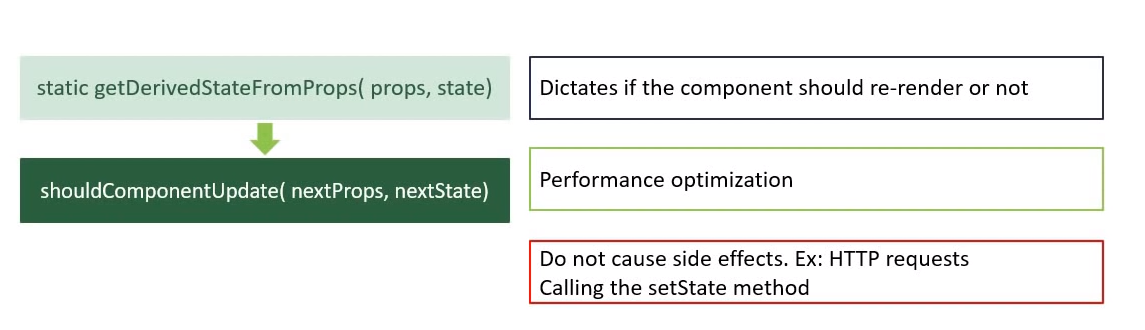 static getDerivedStateFromProps( props, state)
shouldComponentUpdate( nextProps, nextState)
Dictates if the component should re-render or not
Performance optimization
Do not cause side effects. Ex: HTTP requests
Calling the setState method